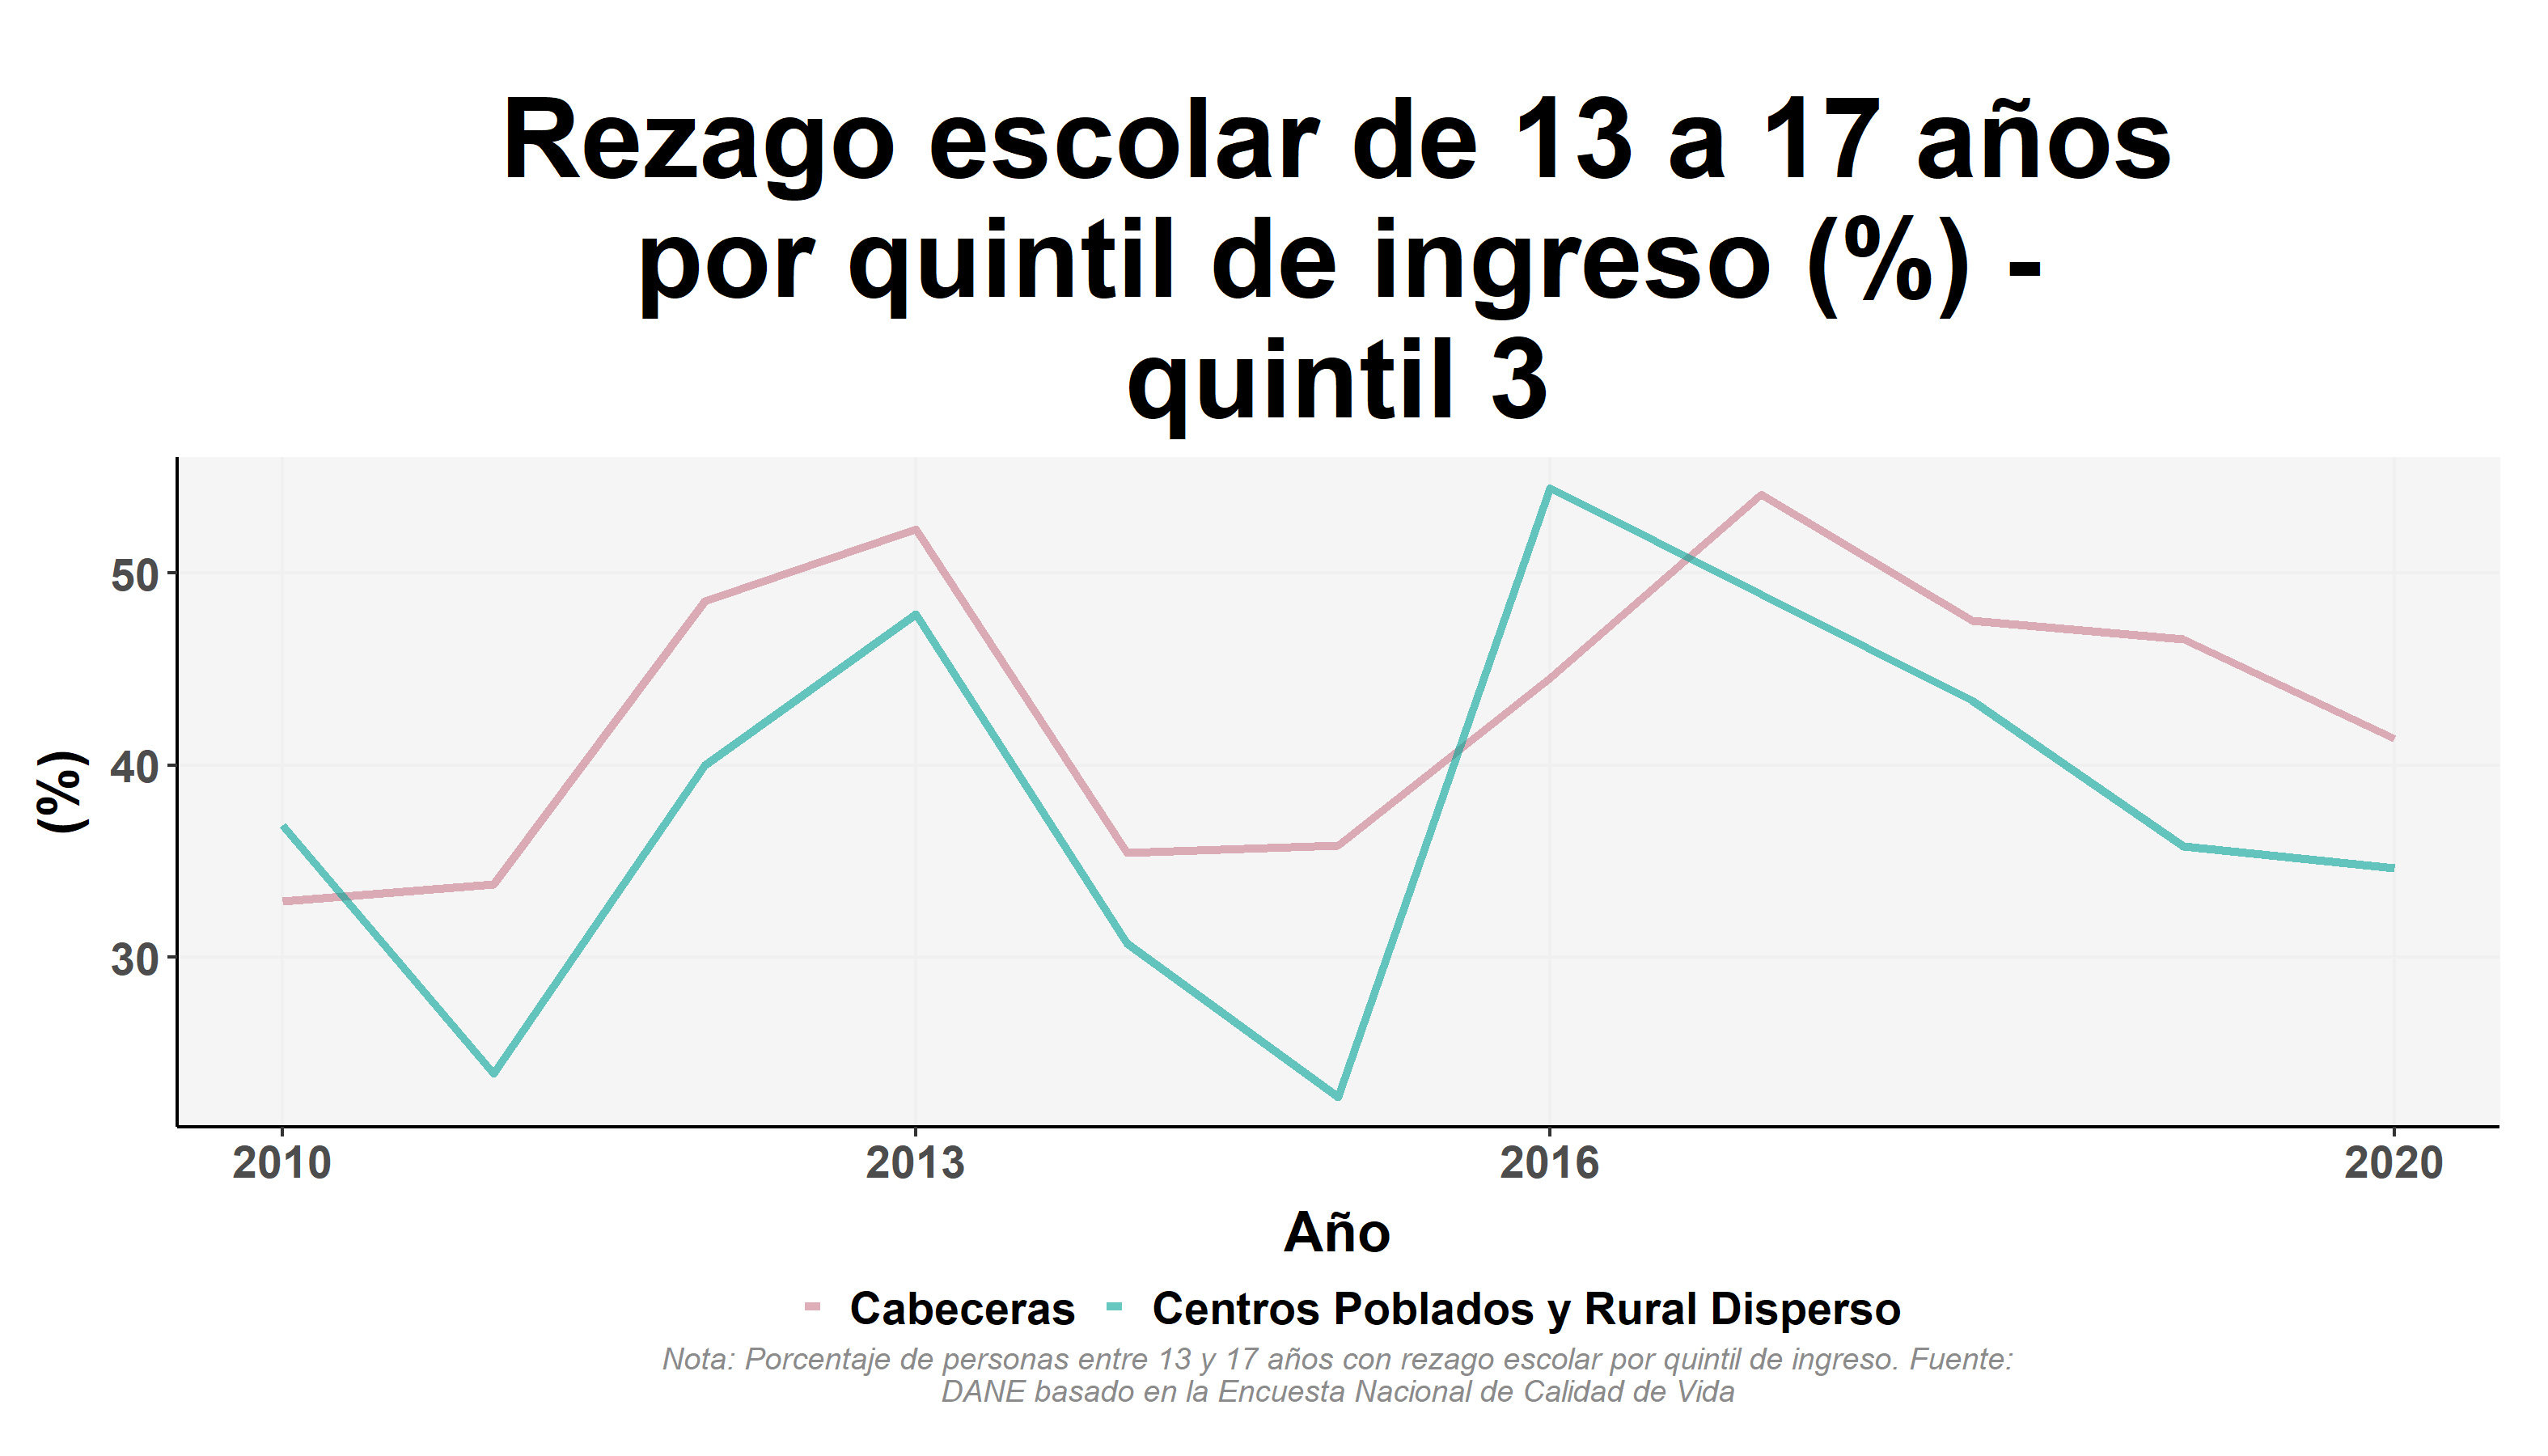 Rezago escolar de 13 a 17 años
por quintil de ingreso (%) -
quintil 3
(%)
50
40
30
2010 2013 2016 2020
Año
Cabeceras Centros Poblados y Rural Disperso
Nota: Porcentaje de personas entre 13 y 17 años con rezago escolar por quintil de ingreso. Fuente:
DANE basado en la Encuesta Nacional de Calidad de Vida